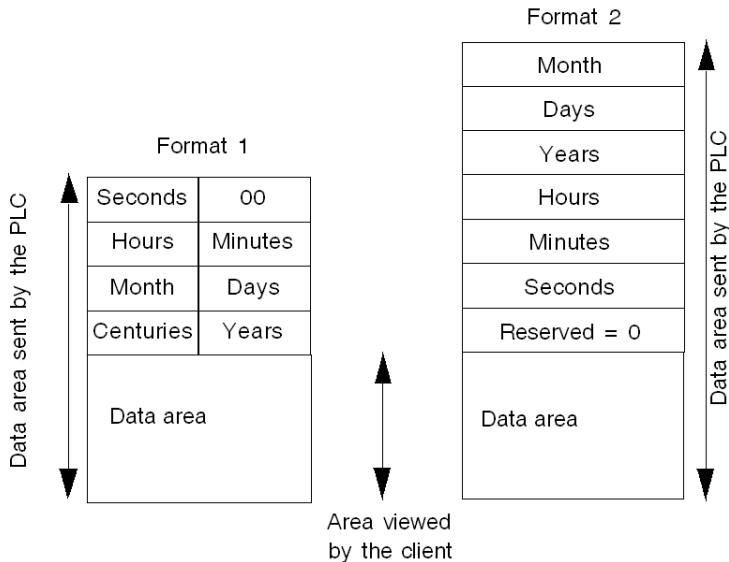 Format 1
Data area sent by the PLC
Seconds 00
Hours Minutes
Month Days
Centuries Years
Data area
Area viewed
by the client
Format 2
Month
Days
Years
Hours
Minutes
Seconds
Reserved = 0
Data area
Data area sent by the PLC